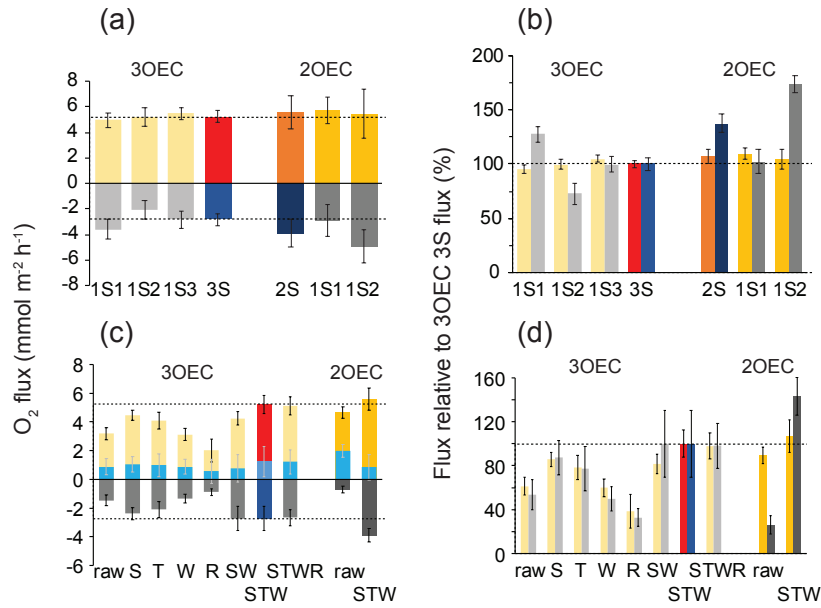 (a)
3OEC 2OEC
8
6
4
2
0
-2
-4
-6
-8
1S1 1S2 1S3 3S 2S 1S1 1S2
(b)
3OEC 2OEC
200
150
100
50
0
1S1 1S2 1S3 3S 2S 1S1 1S2
O2 flux (mmol m-2 h-1)
Flux relative to 3OEC 3S flux (%)
(c)
3OEC 2OEC
8
6
4
2
0
-2
-4
-6
raw S T W R SW STWR raw
STW STW
(d)
3OEC 2OEC
160
120
80
40
0
raw S T W R SW STWR raw
STW STW